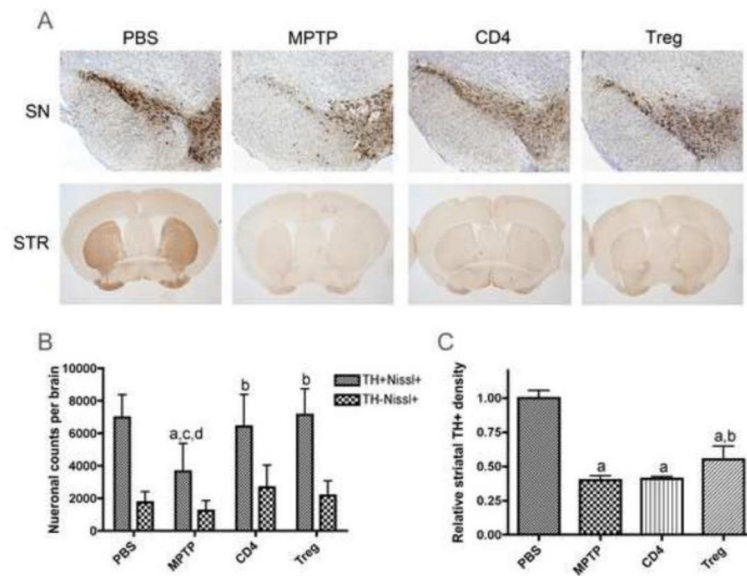 A
PBS MPTP CD4 Treg
SN
STR
B
Nueronal counts per brain
10000
8000
6000
4000
2000
0
TH+Nissl+
TH-Nissl+
a,c,d
b
b
PBS MPTP CD4 Treg
C
Relative striatal TH+ density
1.00
0.75
0.50
0.25
0.00
a
a
a,b
PBS MPTP CD4 Treg